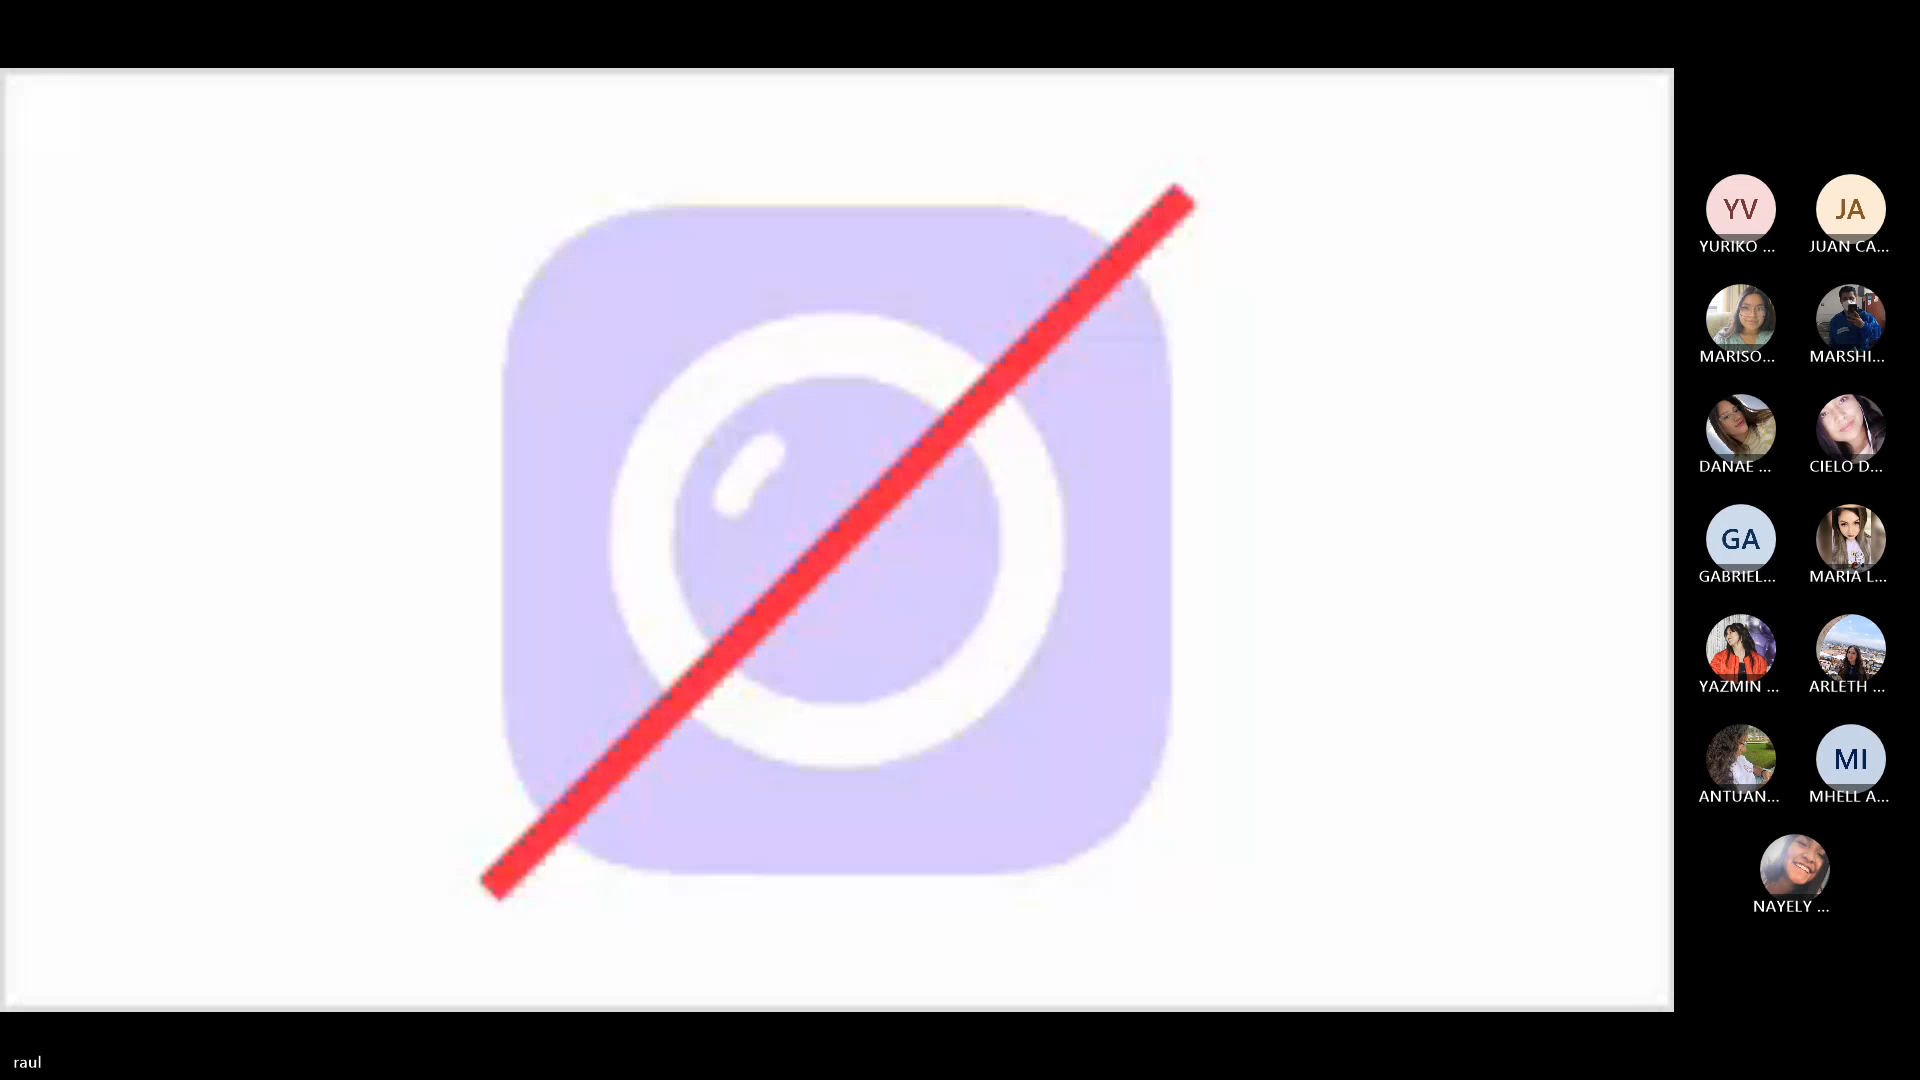 YV
JA
YURIKO ...
JUAN CA...
MARISO...
MARSHI...
DANAE ...
CIELO D...
GA
GABRIEL...
MARIA L...
YAZMIN ...
ARLETH ...
MI
ANTUAN...
MHELL A...
NAYELY ...
raul